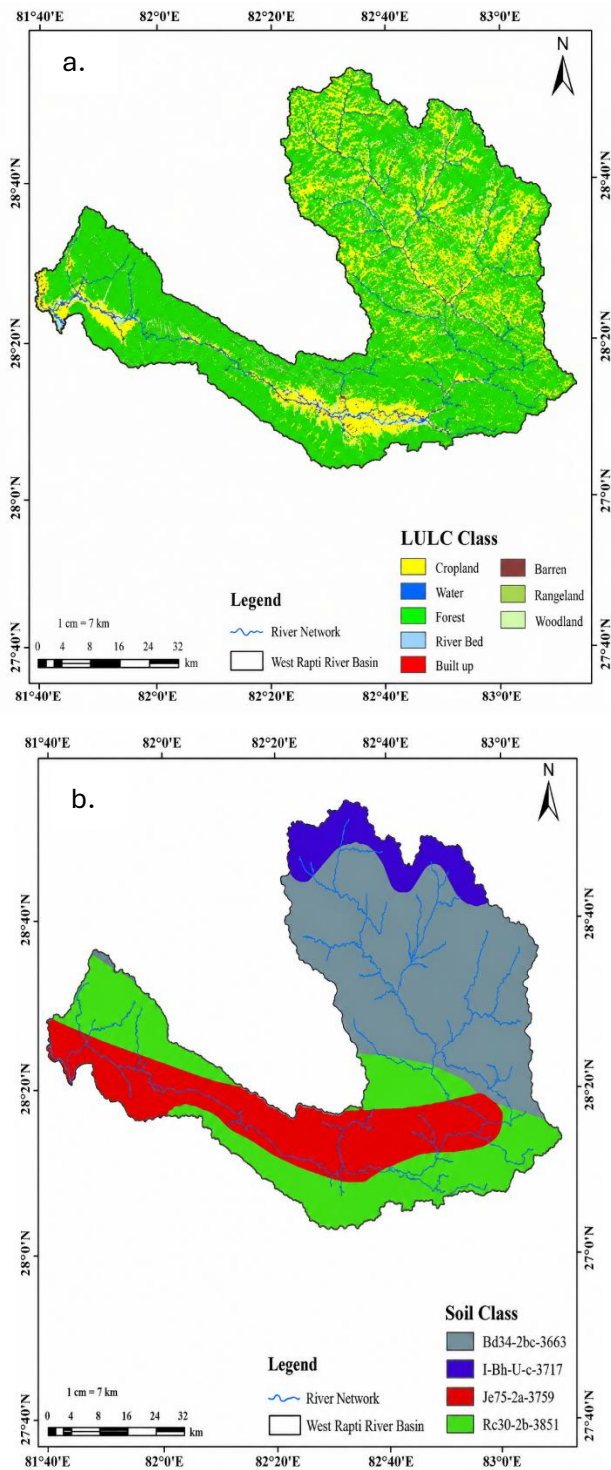 81°40'E 82°0'E 82°20'E 82°40'E 83°0'E
a.
N
28°40'N 28°40'N
28°20'N 28°20'N
28°0'N 27°0'N
LULC Class
Cropland Barren
Water Rangeland
Forest Woodland
River Bed
Built up
Legend
River Network
West Rapti River Basin
1 cm = 7 km
0 4 8 16 24 32
km
27°40'N 27°40'N
81°40'E 82°0'E 82°20'E 82°40'E 83°0'E
81°40'E 82°0'E 82°20'E 82°40'E 83°0'E
b.
N
28°40'N 28°40'N
28°20'N 28°20'N
28°0'N 27°0'N
Soil Class
Bd34-2bc-3663
I-Bh-U-c-3717
Je75-2a-3759
Rc30-2b-3851
Legend
River Network
West Rapti River Basin
1 cm = 7 km
0 4 8 16 24 32
km
27°40'N 27°40'N
81°40'E 82°0'E 82°20'E 82°40'E 83°0'E